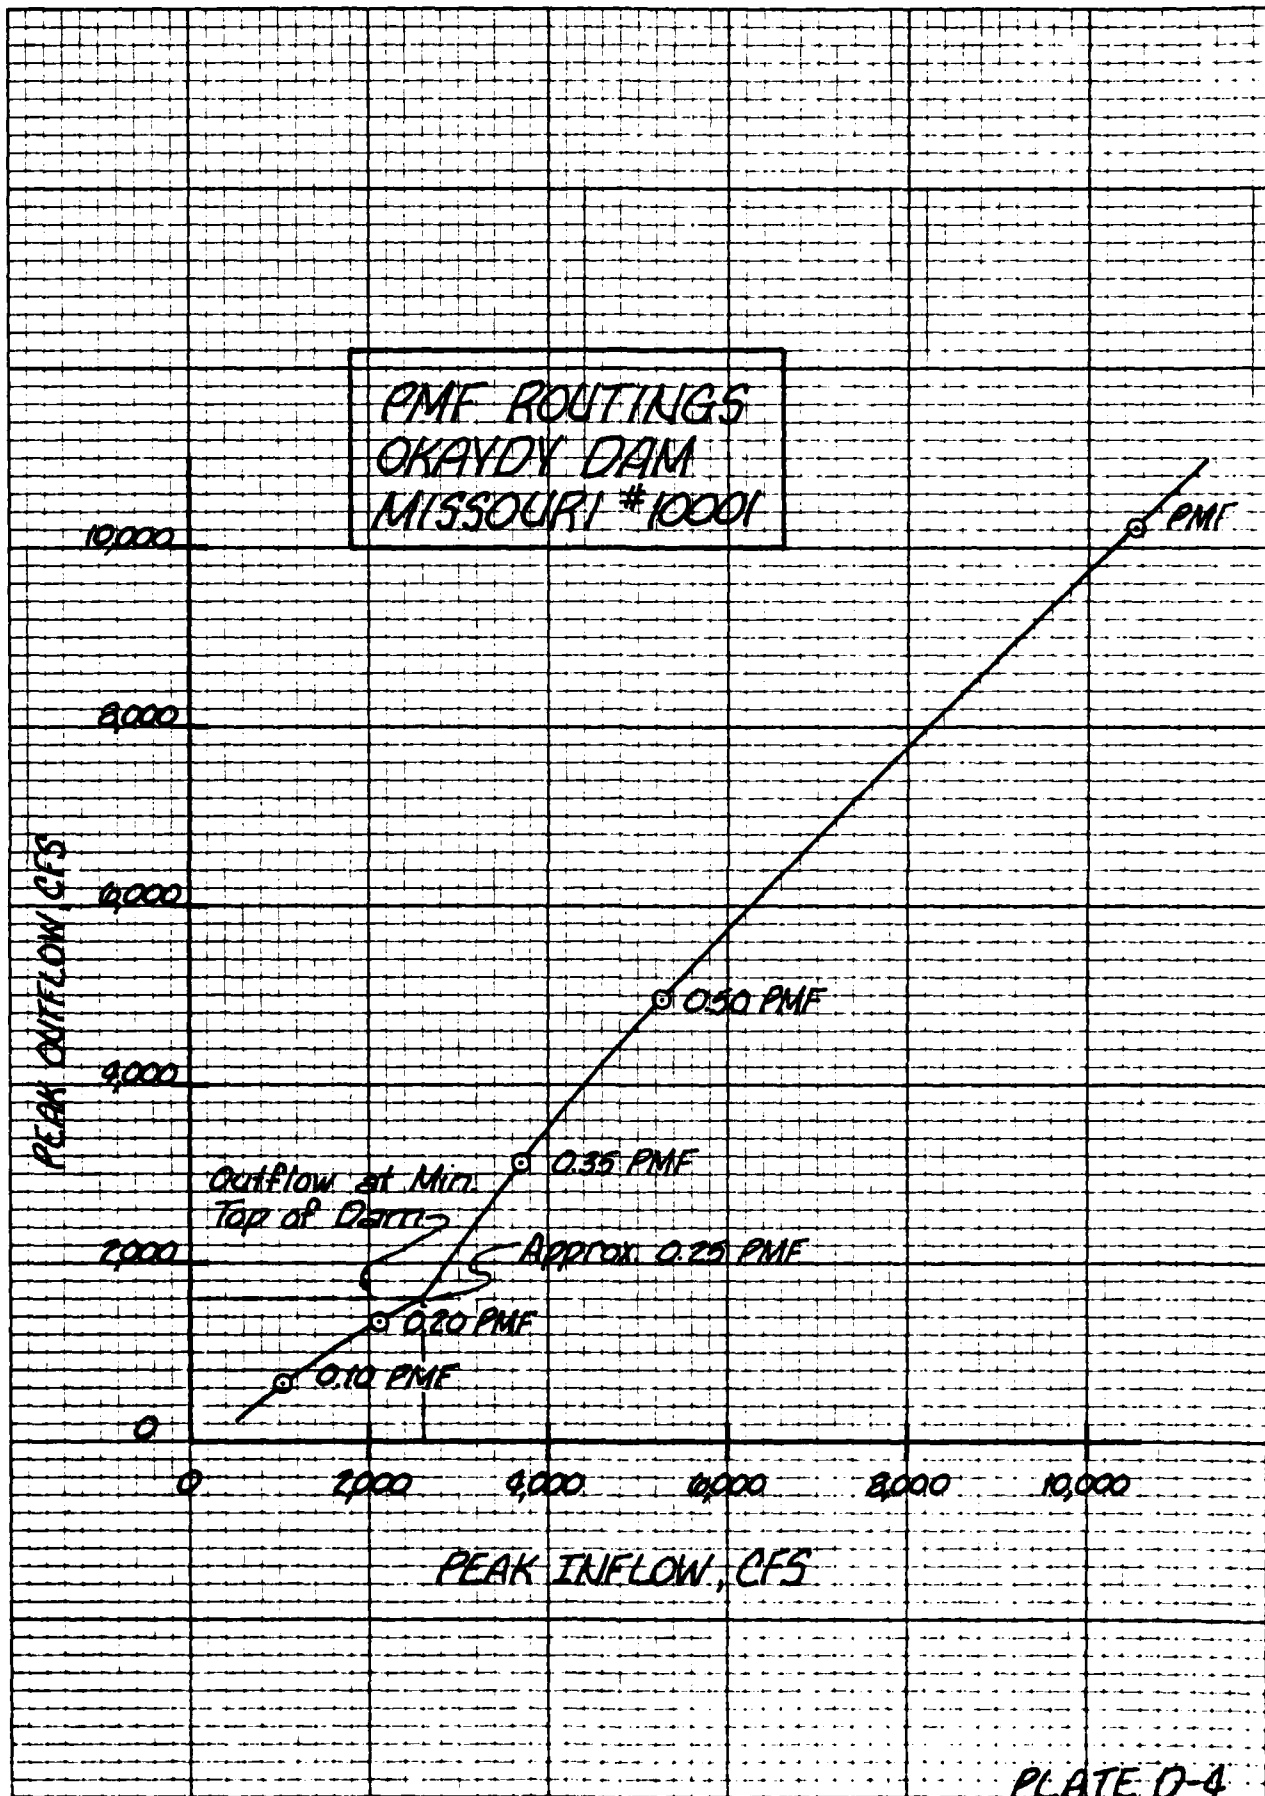 PMF ROUTINGS
OKAYDY DAM
MISSOURI #10001
10,000
PMF
8,000
PEAK OUTFLOW, CFS
6,000
0.50 PMF
4,000
0.35 PMF
Outflow at Min.
Top of Dam
2,000
Approx. 0.25 PMF
0.20 PMF
0.10 PMF
0
0 2,000 4,000 6,000 8,000 10,000
PEAK INFLOW, CFS
PLATE D-4